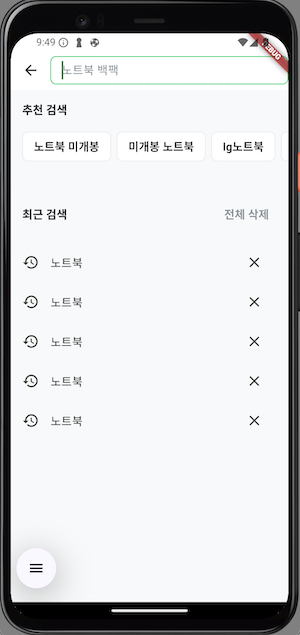 9:49
DEBUG
노트북 백팩
추천 검색
노트북 미개봉
미개봉 노트북
lg노트북
최근 검색
전체 삭제
노트북
노트북
노트북
노트북
노트북